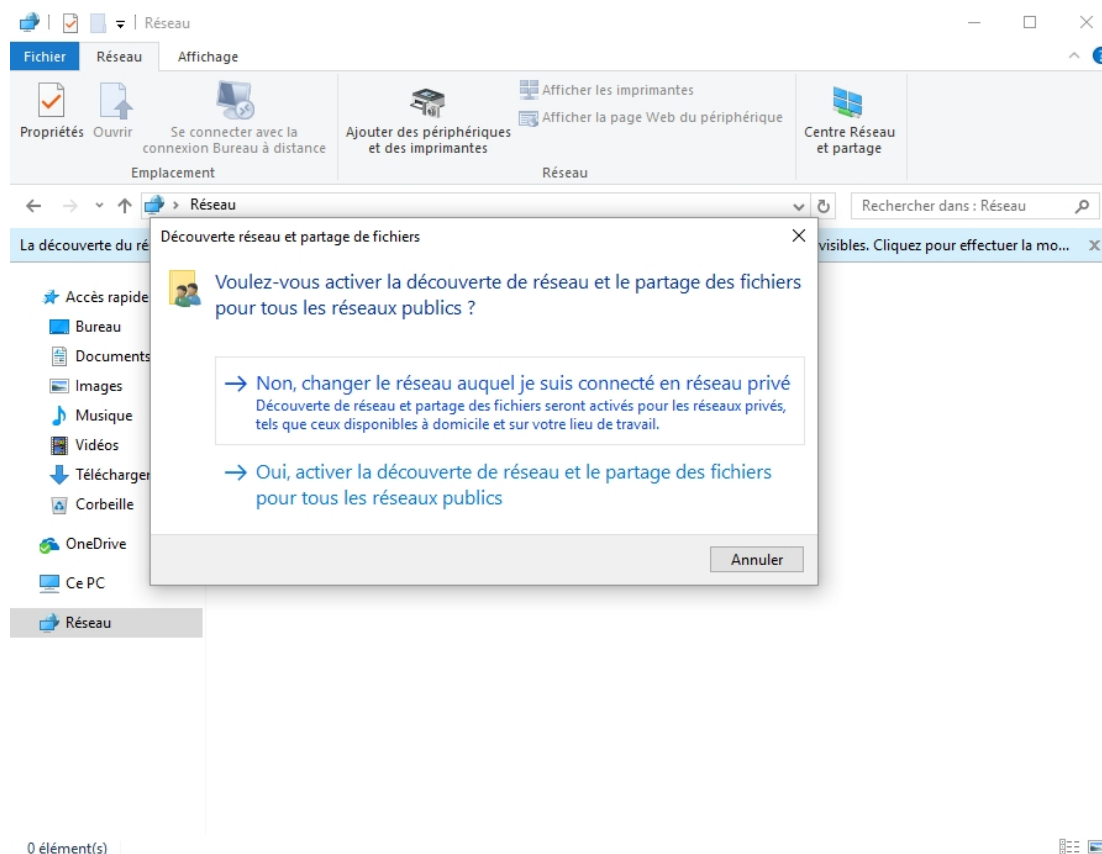 Réseau
Fichier Réseau Affichage
Propriétés Ouvrir Se connecter avec la connexion Bureau à distance
Ajouter des périphériques et des imprimantes
Afficher les imprimantes
Afficher la page Web du périphérique
Centre Réseau et partage
Emplacement Réseau
Réseau
Rechercher dans : Réseau
La découverte du ré
visibles. Cliquez pour effectuer la mo...
Découverte réseau et partage de fichiers
Voulez-vous activer la découverte de réseau et le partage des fichiers
pour tous les réseaux publics ?
Non, changer le réseau auquel je suis connecté en réseau privé
Découverte de réseau et partage des fichiers seront activés pour les réseaux privés,
tels que ceux disponibles à domicile et sur votre lieu de travail.
Oui, activer la découverte de réseau et le partage des fichiers
pour tous les réseaux publics
Annuler
Accès rapide
Bureau
Documents
Images
Musique
Vidéos
Télécharger
Corbeille
OneDrive
Ce PC
Réseau
0 élément(s)